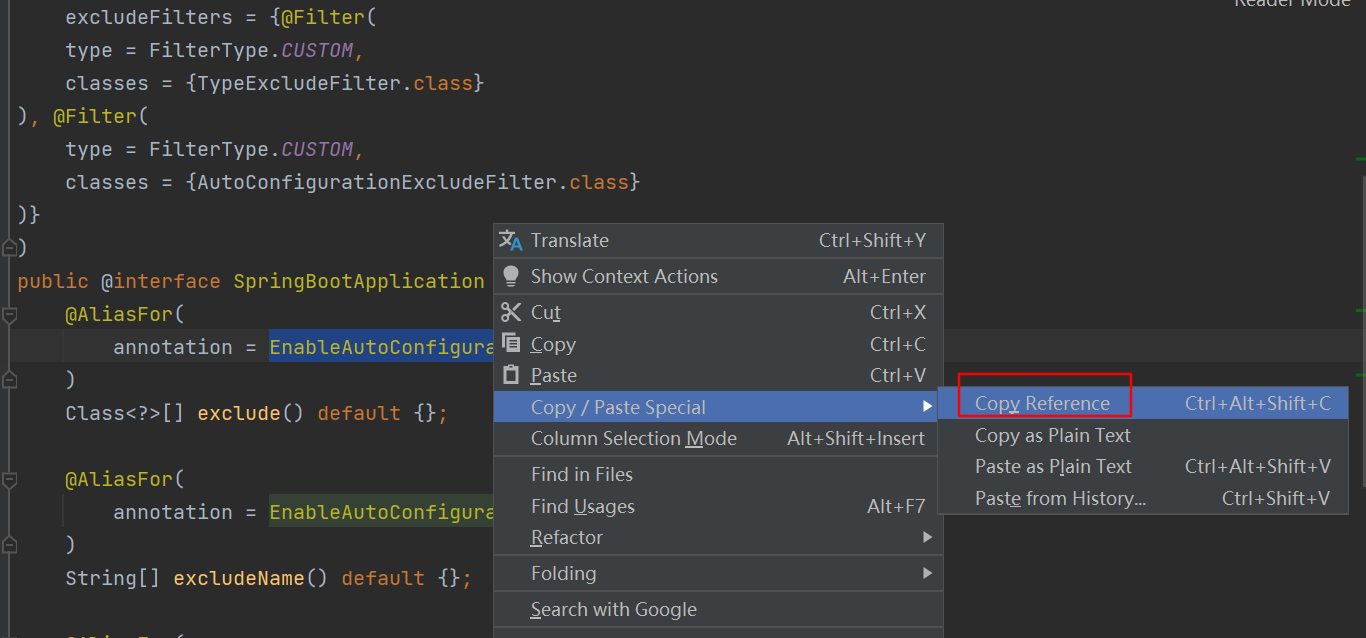 Reader Mode
excludeFilters = {@Filter(
type = FilterType.CUSTOM,
classes = {TypeExcludeFilter.class}
), @Filter(
type = FilterType.CUSTOM,
classes = {AutoConfigurationExcludeFilter.class}
)}
)
public @interface SpringBootApplication
@AliasFor(
annotation = EnableAutoConfigura
)
Class<?>[] exclude() default {};
@AliasFor(
annotation = EnableAutoConfigura
)
String[] excludeName() default {};
Translate Ctrl+Shift+Y
Show Context Actions Alt+Enter
Cut Ctrl+X
Copy Ctrl+C
Paste Ctrl+V
Copy / Paste Special
Column Selection Mode Alt+Shift+Insert
Find in Files
Find Usages Alt+F7
Refactor
Folding
Search with Google
Copy Reference Ctrl+Alt+Shift+C
Copy as Plain Text
Paste as Plain Text Ctrl+Alt+Shift+V
Paste from History... Ctrl+Shift+V